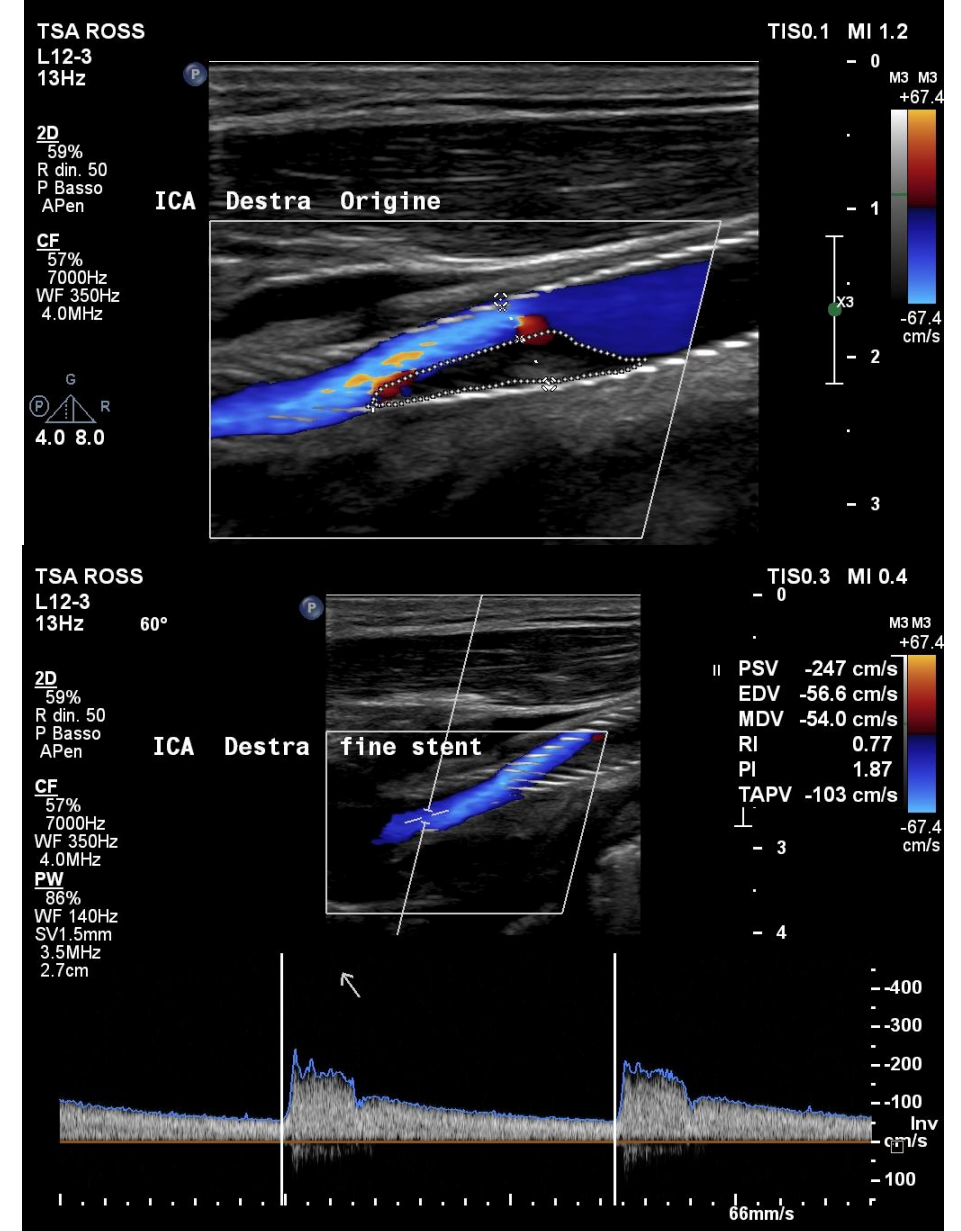 TSA ROSS
TIS0.1 MI 1.2
L12-3
13Hz
P
0
M3 M3
+67.4
2D
59%
R din. 50
P Basso
APen
ICA Destra Origine
1
CF
57%
7000Hz
WF 350Hz
4.0MHz
X3
-67.4
cm/s
2
G
P
R
4.0 8.0
3
TSA ROSS
TIS0.3 MI 0.4
L12-3
13Hz
60°
P
0
M3 M3
+67.4
PSV -247 cm/s
EDV -56.6 cm/s
MDV -54.0 cm/s
RI 0.77
PI 1.87
TAPV -103 cm/s
2D
59%
R din. 50
P Basso
APen
ICA Destra fine stent
CF
57%
7000Hz
WF 350Hz
4.0MHz
-67.4
cm/s
3
PW
86%
WF 140Hz
SV1.5mm
3.5MHz
2.7cm
4
-400
-300
-200
-100
Inv
cm/s
100
66mm/s